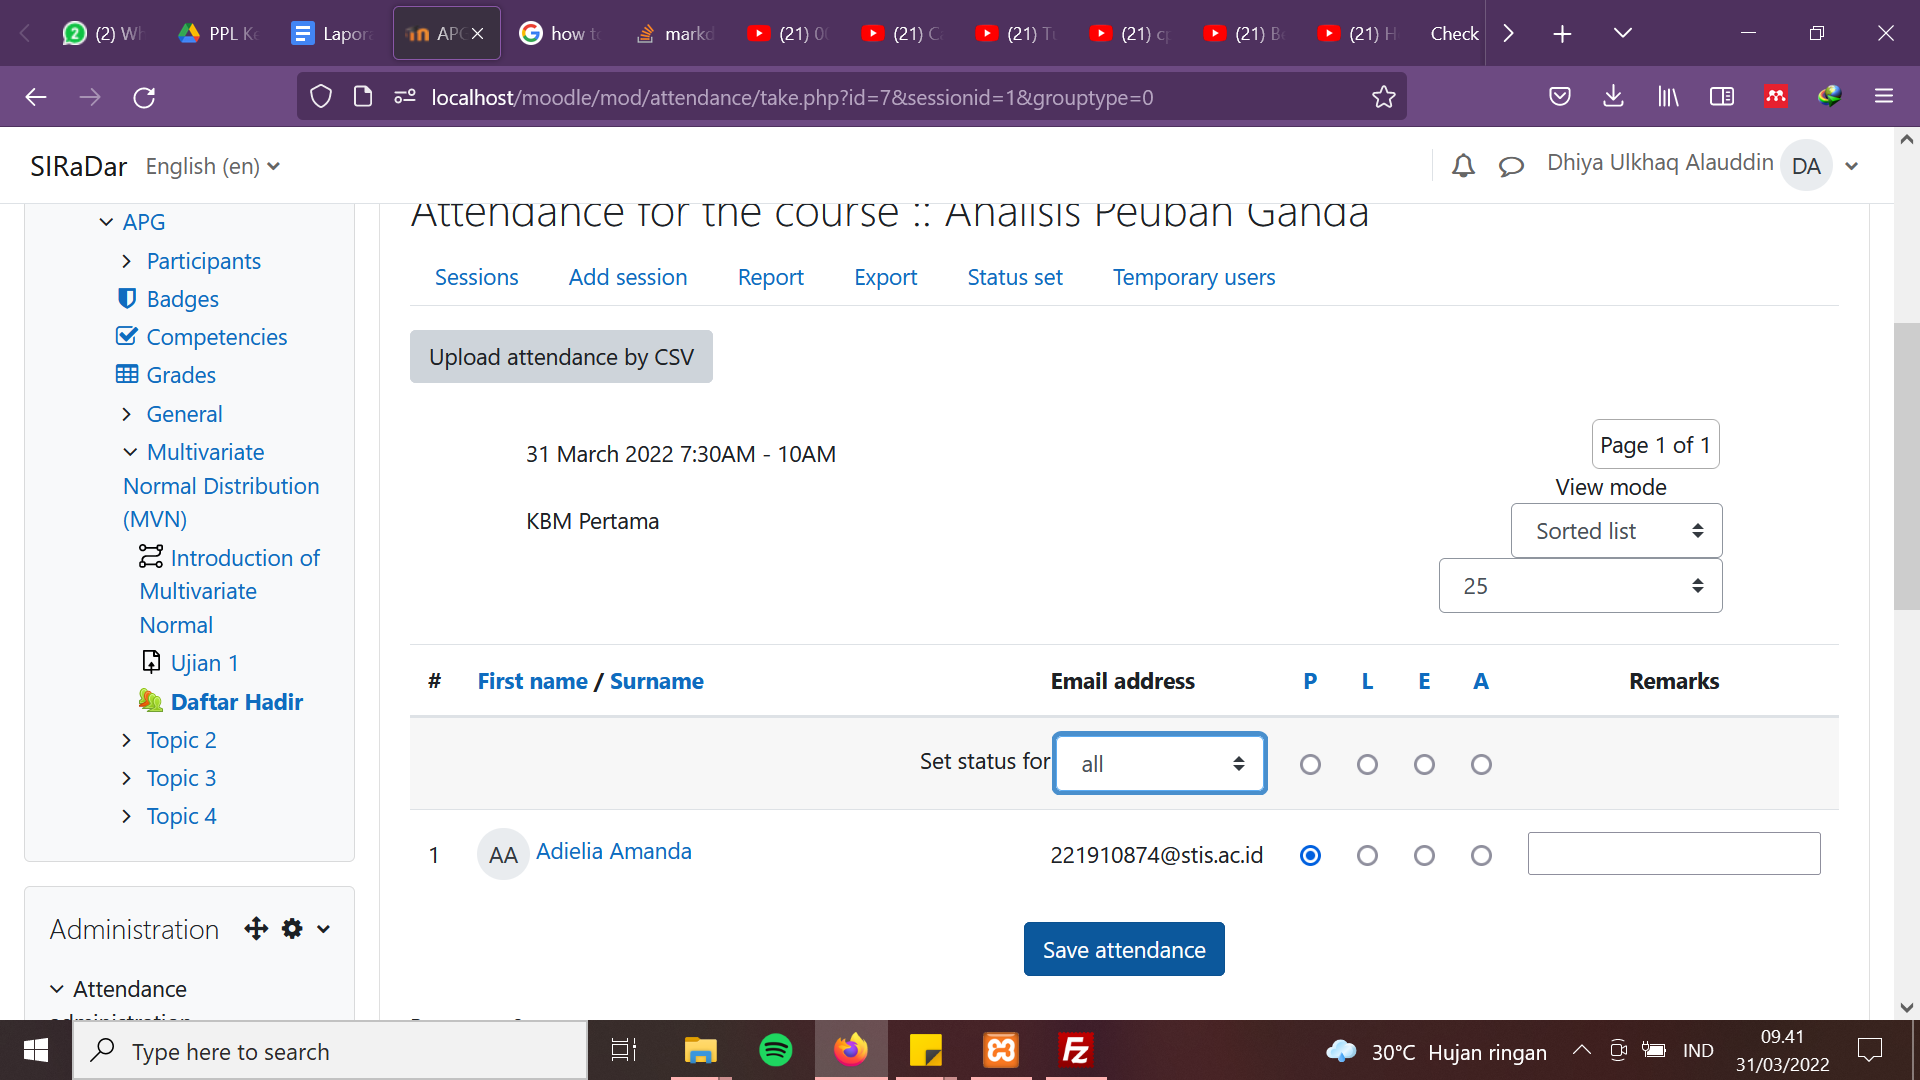 (2) Wh
PPL Ke
Lapora
APG
how to
markd
(21) 00
(21) Ca
(21) Tu
(21) cp
(21) Be
(21) H
Check
localhost/moodle/mod/attendance/take.php?id=7&sessionid=1&grouptype=0
SIRaDar
English (en)
Dhiya Ulkhaq Alauddin
DA
APG
Participants
Badges
Competencies
Grades
General
Multivariate
Normal Distribution
(MVN)
Introduction of
Multivariate
Normal
Ujian 1
Daftar Hadir
Topic 2
Topic 3
Topic 4
Administration
Attendance
administration
Attendance for the course :: Analisis Peubah Ganda
Sessions
Add session
Report
Export
Status set
Temporary users
Upload attendance by CSV
31 March 2022 7:30AM - 10AM
KBM Pertama
Page 1 of 1
View mode
Sorted list
25
# First name / Surname Email address P L E A Remarks
Set status for all
1 AA Adielia Amanda 221910874@stis.ac.id
Save attendance
Type here to search
30°C Hujan ringan
IND
09.41
31/03/2022